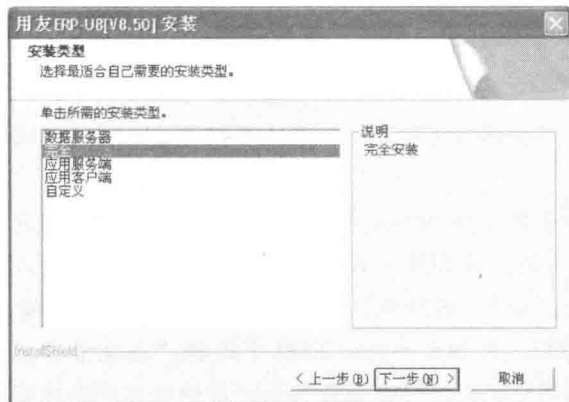 用友ERP-U8[V8.50] 安装
安装类型
选择最适合自己需要的安装类型。
单击所需的安装类型。
数据服务器
完全
应用服务端
应用客户端
自定义
说明
完全安装
InstallShield
< 上一步(B)
下一步(N) >
取消